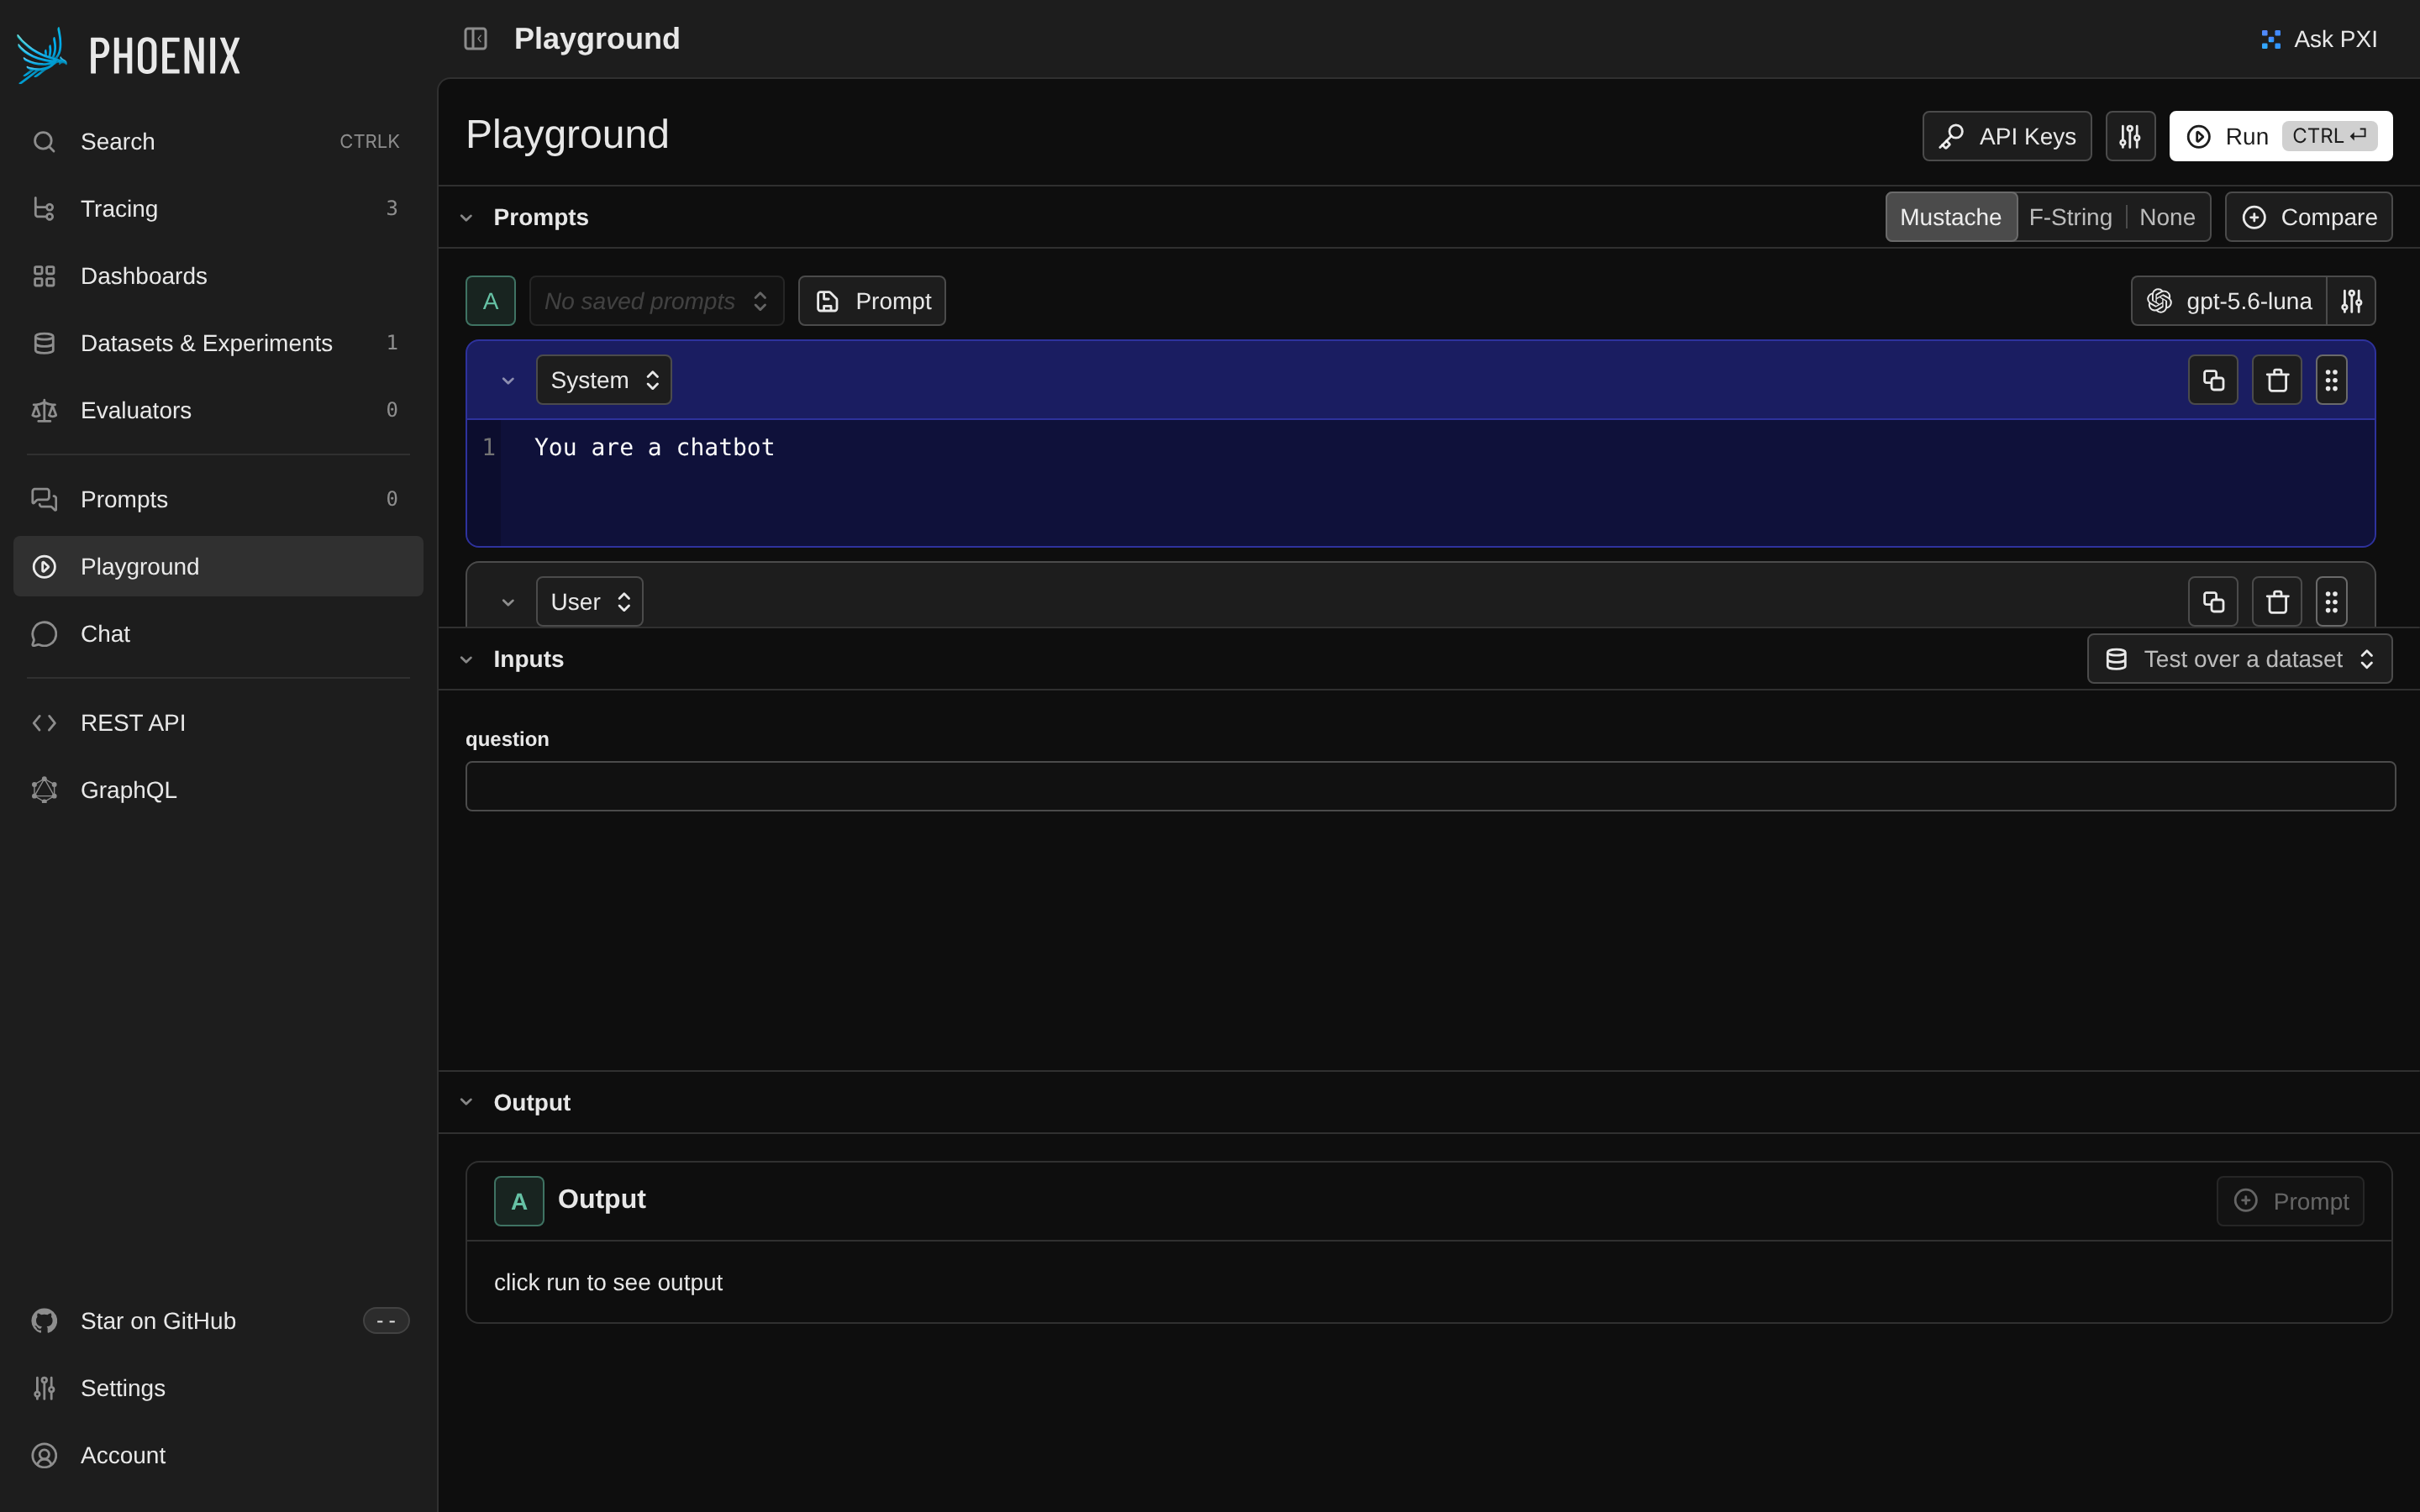 PHOENIX
Search CTRLK
Tracing 3
Dashboards
Datasets & Experiments 1
Evaluators 0
Prompts 0
Playground
Chat
REST API
GraphQL
Star on GitHub --
Settings
Account
Playground
Ask PXI
Playground
API Keys
Run CTRL
Prompts
Mustache F-String None
Compare
A No saved prompts Prompt
gpt-5.6-luna
System
1 You are a chatbot
User
Inputs
Test over a dataset
question
Output
A Output
Prompt
click run to see output